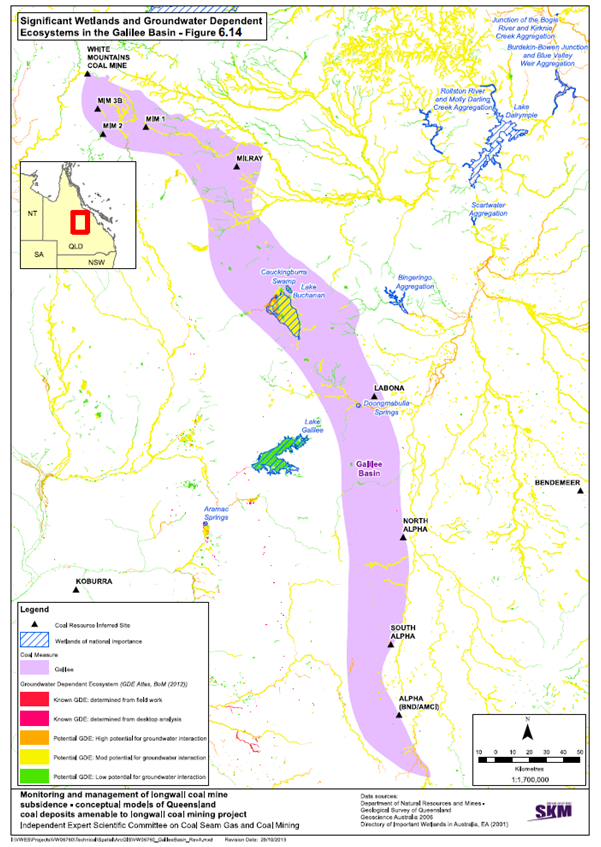 Significant Wetlands and Groundwater Dependent
Ecosystems in the Galilee Basin - Figure 6.14
Junction of the Bogie
River and Kirknie
Creek Aggregation
Burdekin-Bowen Junction
and Blue Valley
Weir Aggregation
WHITE
MOUNTAINS
COAL MINE
Rollston River
and Molly Darling
Creek Aggregation
Lake
Dalrymple
MIM 3B
MIM 1
MIM 2
MILRAY
NT
QLD
SA
NSW
Scartwater
Aggregation
Cauckingburra
Swamp
Lake
Buchanan
Bingeringo
Aggregation
LABONA
Doongmabulla
Springs
Lake
Galilee
Galilee
Basin
BENDEMEER
Aramac
Springs
NORTH
ALPHA
KOBURRA
SOUTH
ALPHA
ALPHA
(BND/AMCI)
Legend
Coal Resource Inferred Site
Wetlands of national importance
Coal Measure
Galilee
Groundwater Dependent Ecosystem (GDE Atlas, BoM (2012))
Known GDE: determined from field work
Known GDE: determined from desktop analysis
Potential GDE: High potential for groundwater interaction
Potential GDE: Mod potential for groundwater interaction
Potential GDE: Low potential for groundwater interaction
N
10 0 10 20 30 40 50
Kilometres
1:1,700,000
Monitoring and management of longwall coal mine
subsidence - conceptual models of Queensland
coal deposits amenable to longwall coal mining project
Independent Expert Scientific Committee on Coal Seam Gas and Coal Mining
Data sources:
Department of Natural Resources and Mines -
Geological Survey of Queensland
Geoscience Australia 2006
Directory of Important Wetlands in Australia, EA (2001)
SKM
Revision Date: 28/10/2013